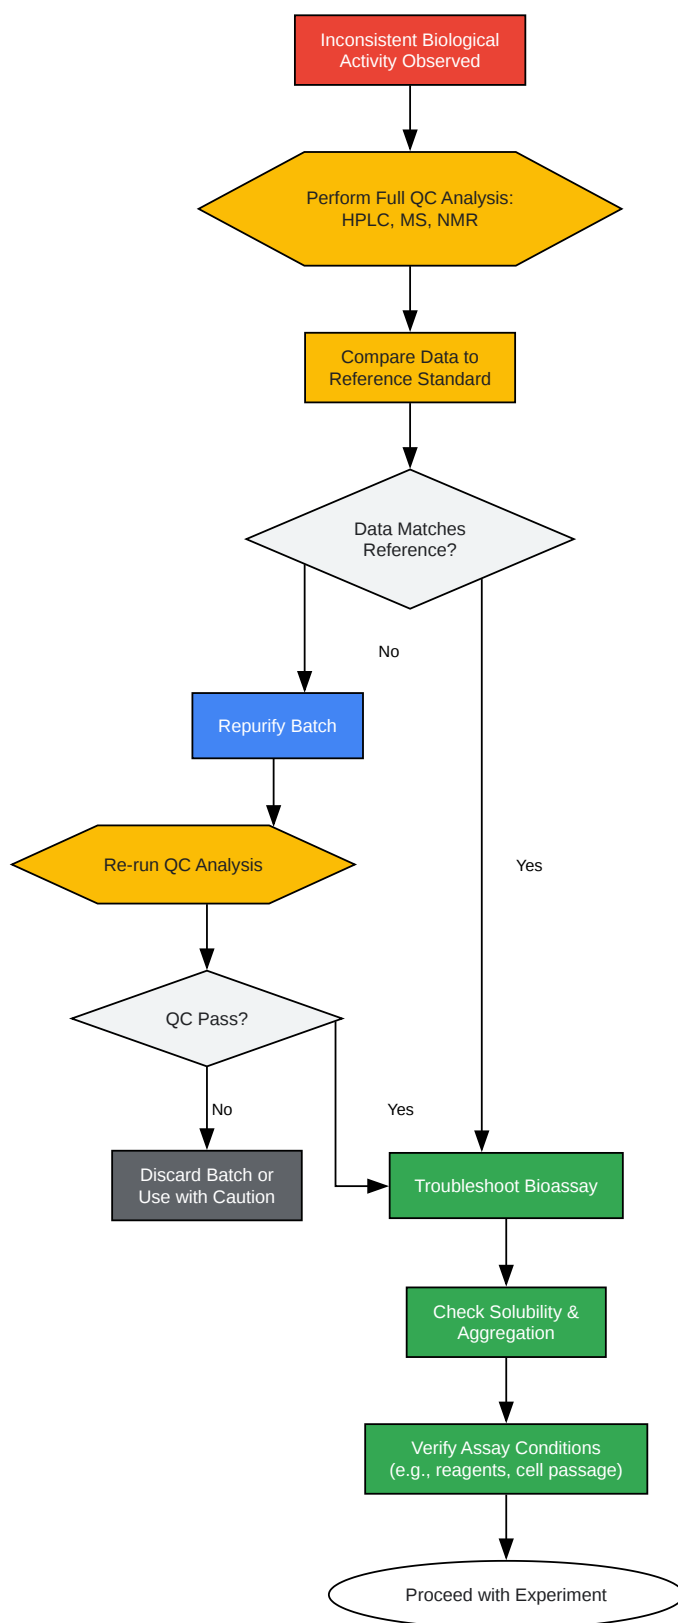 Inconsistent Biological
Activity Observed
Perform Full QC Analysis:
HPLC, MS, NMR
Compare Data to
Reference Standard
Data Matches
Reference?
No
Repurify Batch
Re-run QC Analysis
Yes
QC Pass?
No
Yes
Discard Batch or
Use with Caution
Troubleshoot Bioassay
Check Solubility &
Aggregation
Verify Assay Conditions
(e.g., reagents, cell passage)
Proceed with Experiment